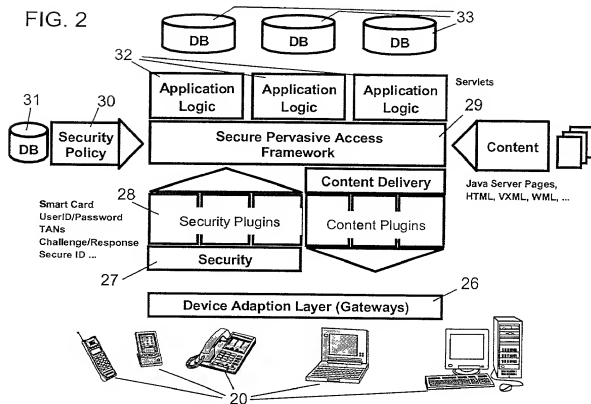 FIG. 2
33
DB
DB
DB
32
Application Logic
Application Logic
Application Logic
Servlets
31
30
29
DB
Security Policy
Secure Pervasive Access
Framework
Content
Content Delivery
Java Server Pages,
HTML, VXML, WML, ...
Smart Card
UserID/Password
TANs
Challenge/Response
Secure ID ...
28
Security Plugins
Content Plugins
27
Security
26
Device Adaption Layer (Gateways)
20